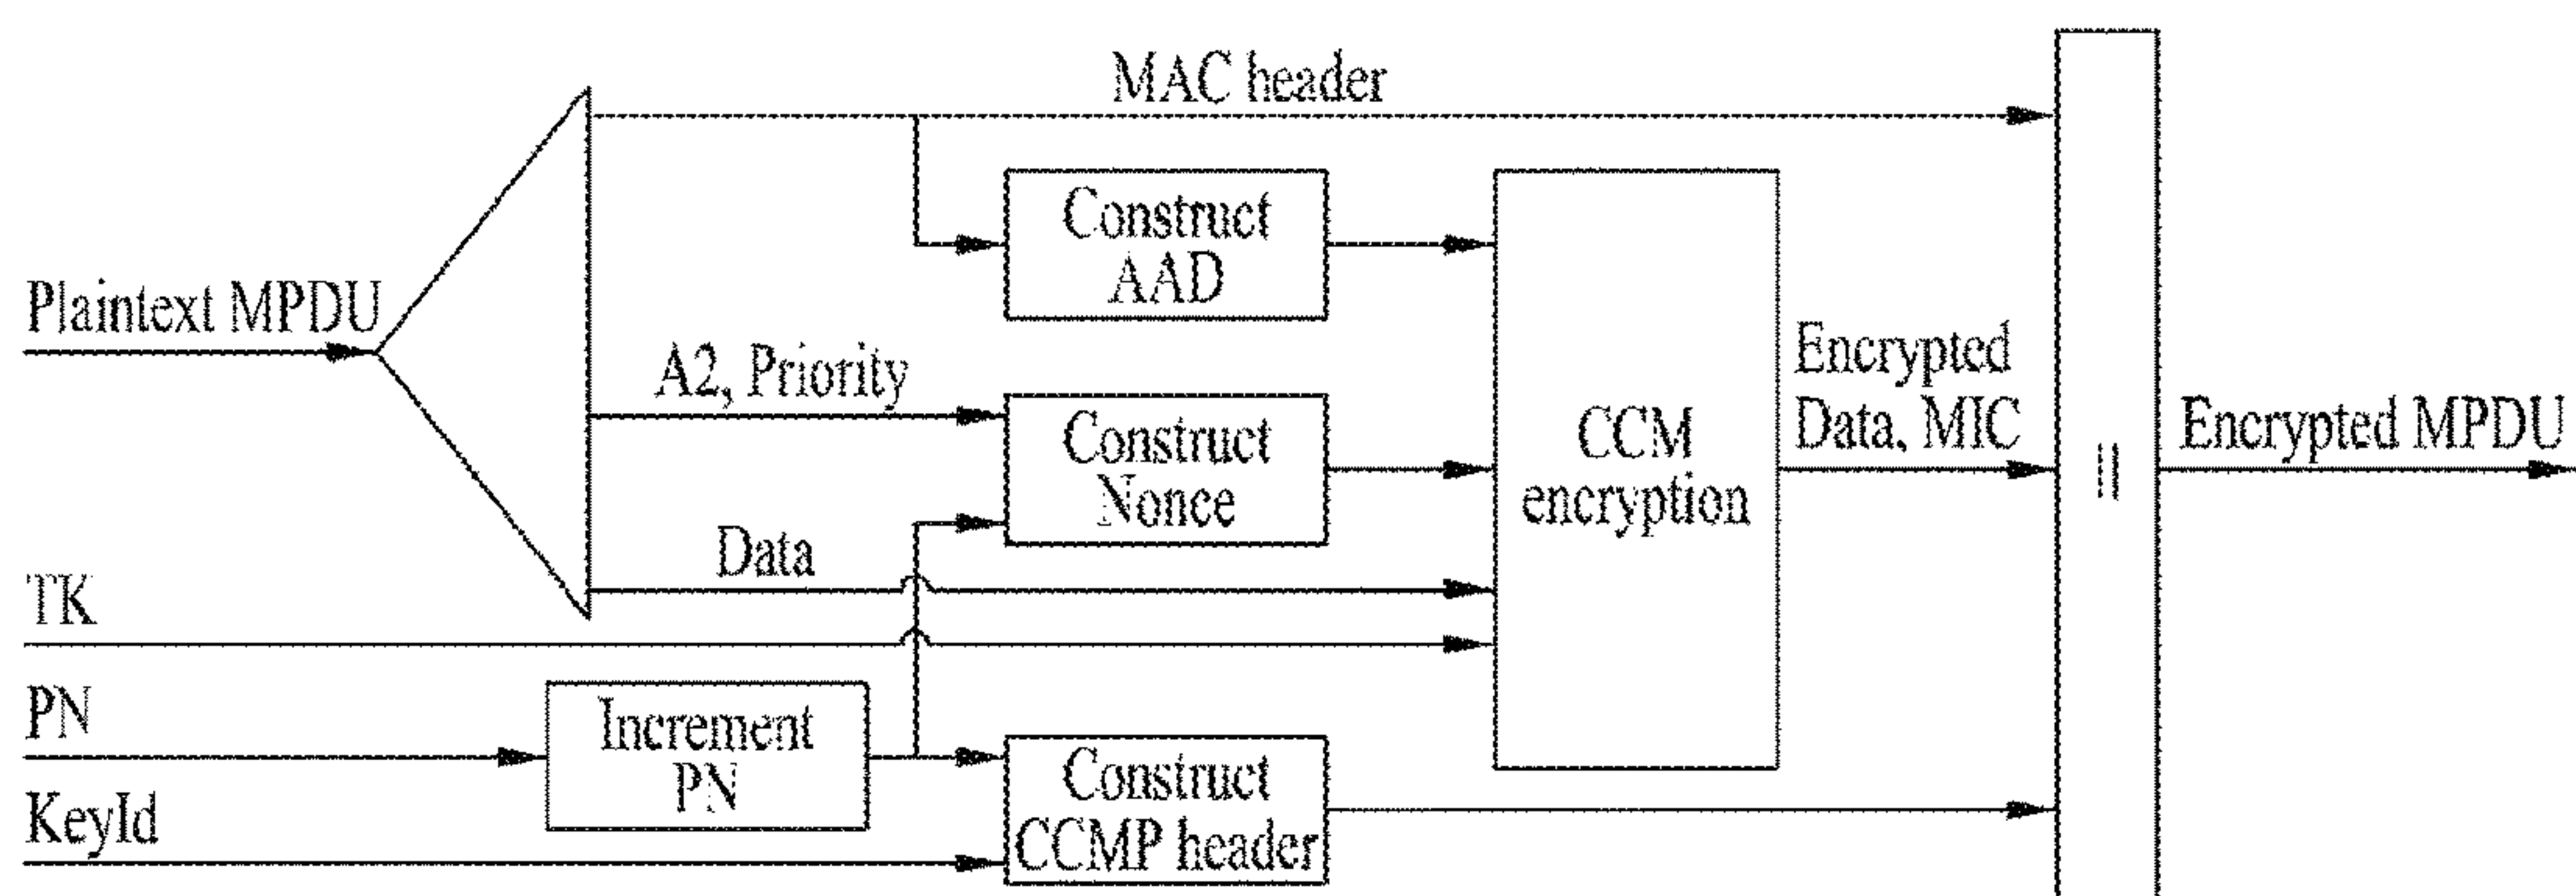 MAC header
Construct
AAD
Plaintext MPDU
A2, Priority
Construct
Nonce
Encrypted
Data, MIC
CCM
encryption
||
Encrypted MPDU
Data
TK
PN
Increment
PN
Construct
CCMP header
KeyId